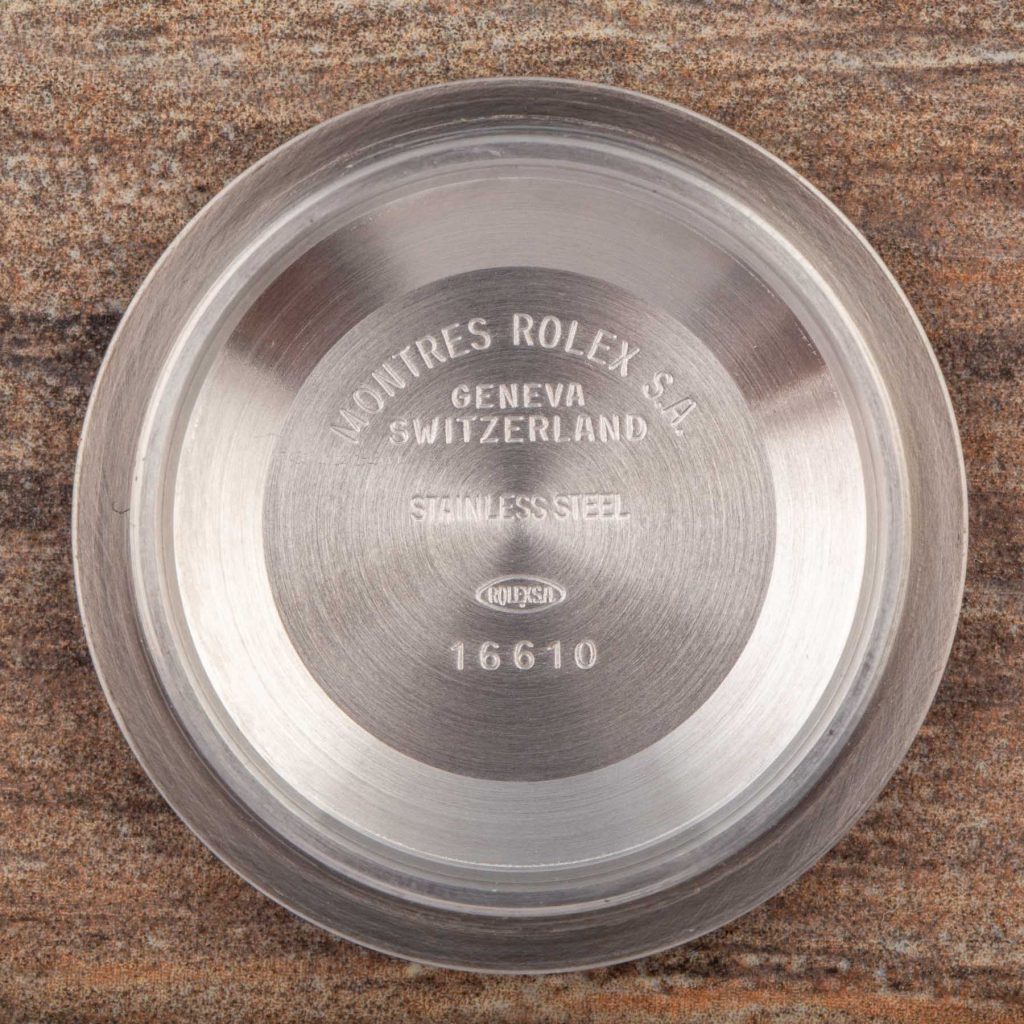 MONTRES ROLEX S.A.
GENEVA
SWITZERLAND
STAINLESS STEEL
ROLEXSA
16610